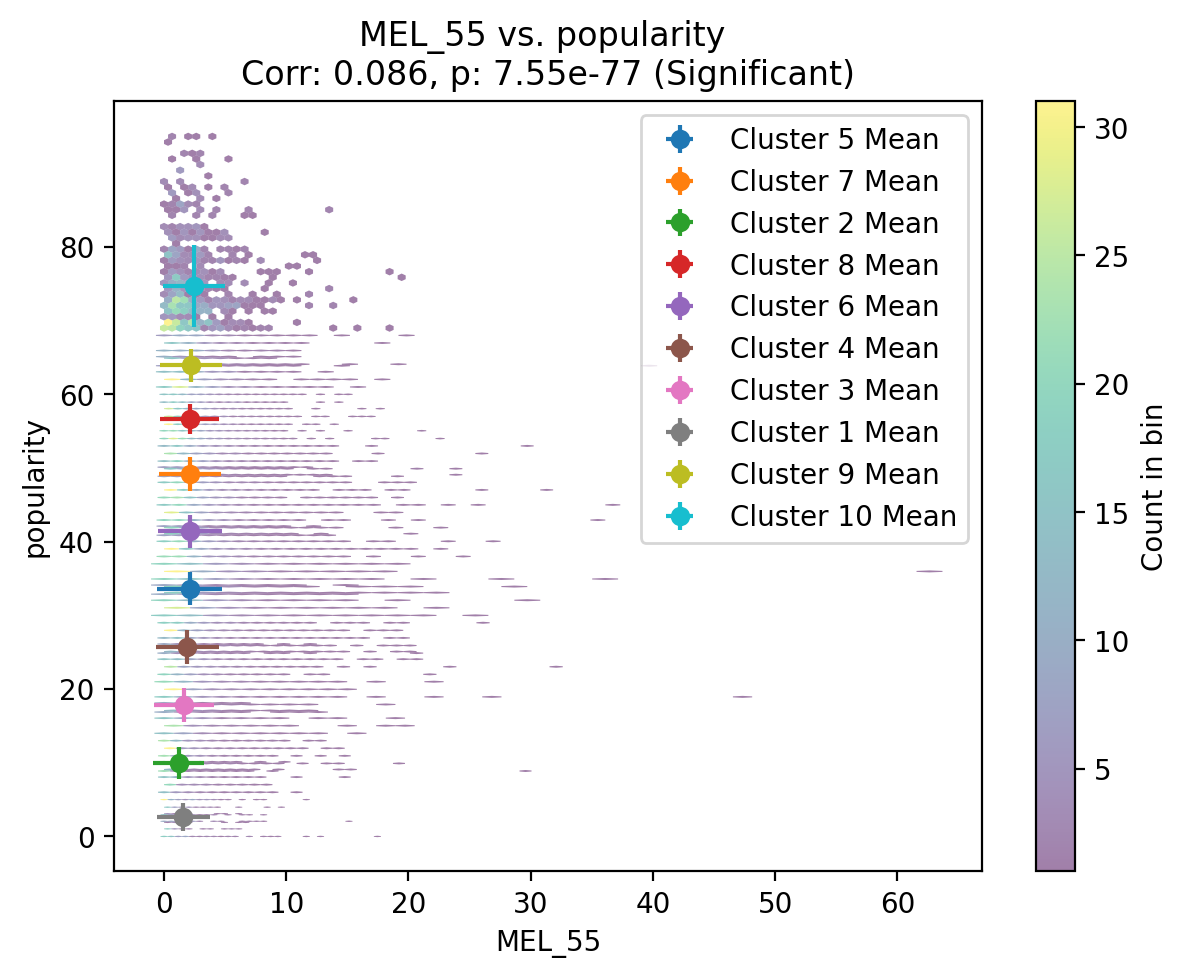 MEL_55 vs. popularity
Corr: 0.086, p: 7.55e-77 (Significant)
popularity
80
60
40
20
0
0 10 20 30 40 50 60
MEL_55
Cluster 5 Mean
Cluster 7 Mean
Cluster 2 Mean
Cluster 8 Mean
Cluster 6 Mean
Cluster 4 Mean
Cluster 3 Mean
Cluster 1 Mean
Cluster 9 Mean
Cluster 10 Mean
30
25
20
15
10
5
Count in bin